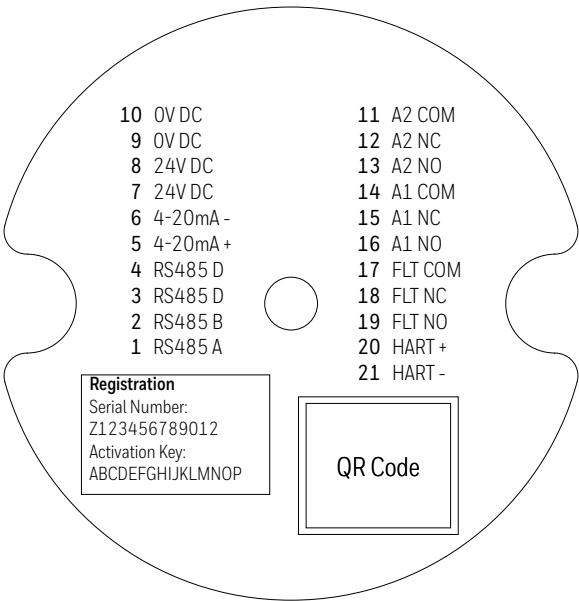 10 0V DC
9 0V DC
8 24V DC
7 24V DC
6 4-20mA -
5 4-20mA +
4 RS485 D
3 RS485 D
2 RS485 B
1 RS485 A
11 A2 COM
12 A2 NC
13 A2 NO
14 A1 COM
15 A1 NC
16 A1 NO
17 FLT COM
18 FLT NC
19 FLT NO
20 HART +
21 HART -
Registration
Serial Number:
Z123456789012
Activation Key:
ABCDEFGHIJKLMNOP
QR Code